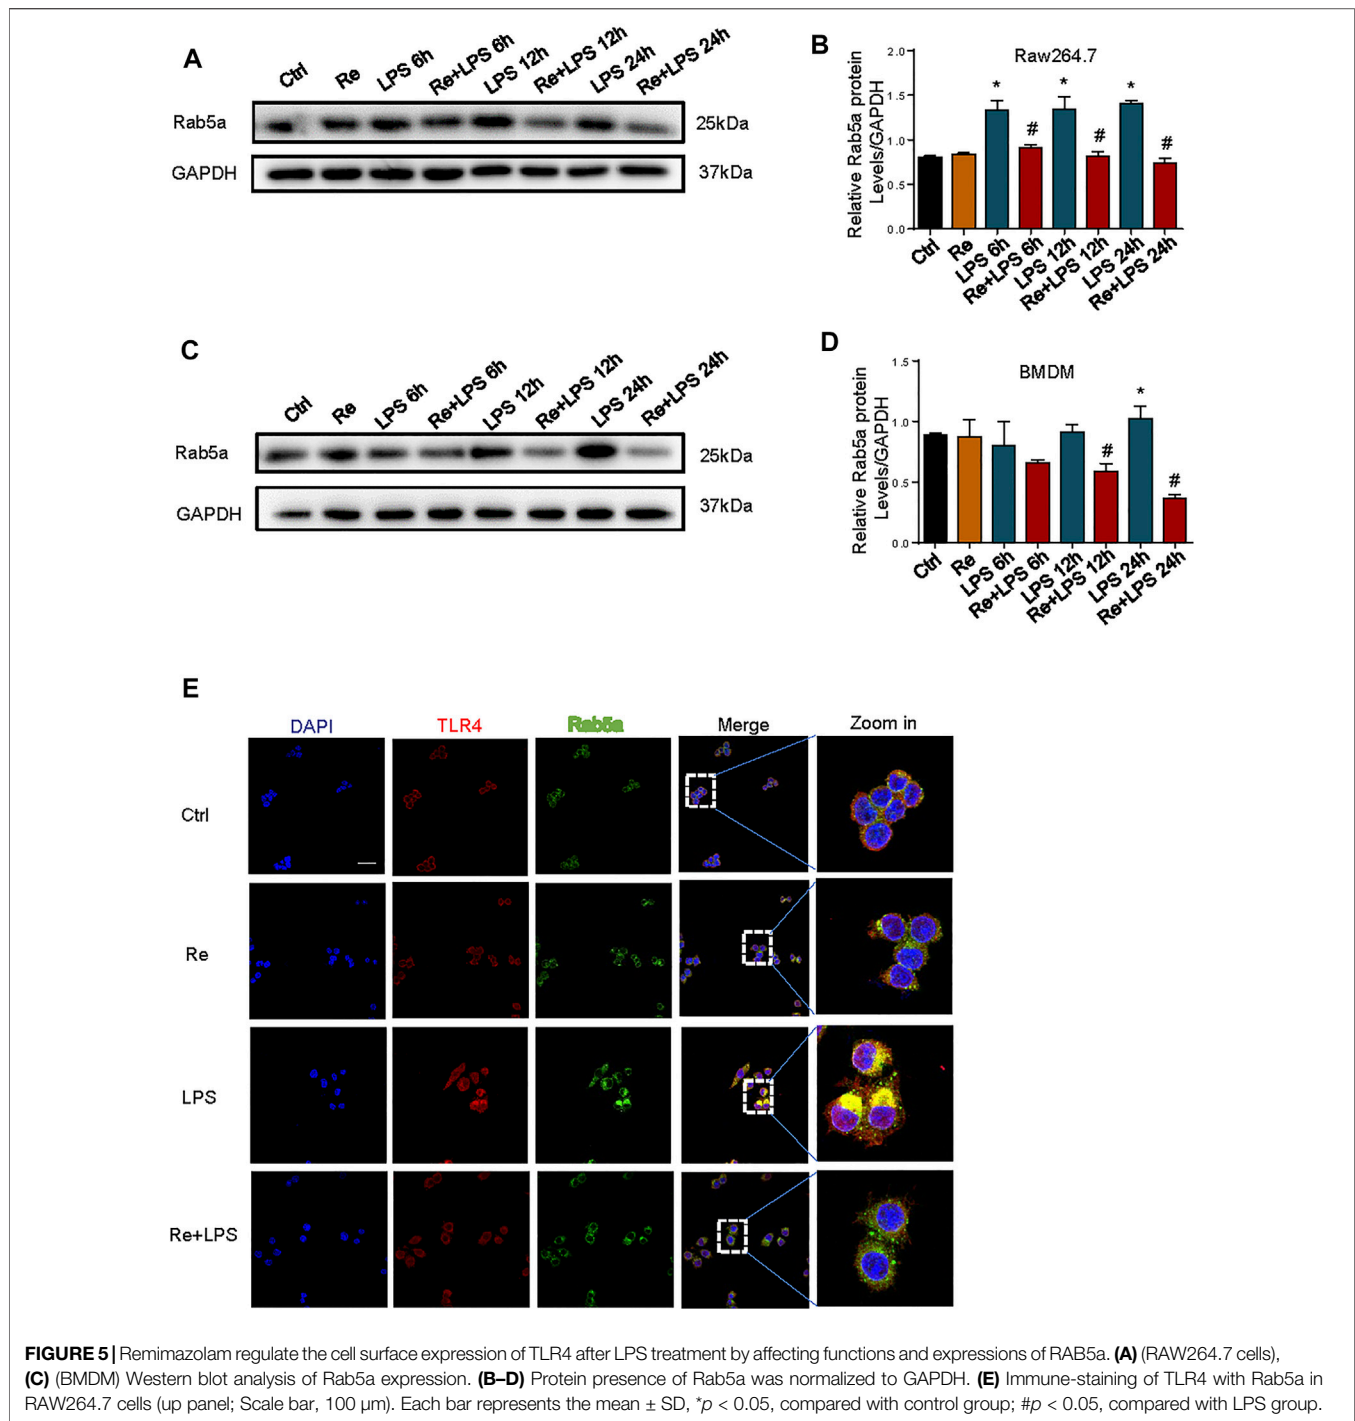 A
Ctrl
Re
LPS 6h
Re+LPS 6h
LPS 12h
Re+LPS 12h
LPS 24h
Re+LPS 24h
Rab5a
25kDa
GAPDH
37kDa
B
Raw264.7
Relative Rab5a protein
Levels/GAPDH
2.0
1.5
1.0
0.5
0.0
*
#
*
#
*
#
Ctrl
Re
LPS 6h
Re+LPS 6h
LPS 12h
Re+LPS 12h
LPS 24h
Re+LPS 24h
C
Ctrl
Re
LPS 6h
Re+LPS 6h
LPS 12h
Re+LPS 12h
LPS 24h
Re+LPS 24h
Rab5a
25kDa
GAPDH
37kDa
D
BMDM
Relative Rab5a protein
Levels/GAPDH
1.5
1.0
0.5
0.0
#
*
#
Ctrl
Re
LPS 6h
Re+LPS 6h
LPS 12h
Re+LPS 12h
LPS 24h
Re+LPS 24h
E
DAPI TLR4 Rab5a Merge Zoom in
Ctrl
Re
LPS
Re+LPS
FIGURE 5 | Remimazolam regulate the cell surface expression of TLR4 after LPS treatment by affecting functions and expressions of RAB5a. (A) (RAW264.7 cells),
(C) (BMDM) Western blot analysis of Rab5a expression. (B–D) Protein presence of Rab5a was normalized to GAPDH. (E) Immune-staining of TLR4 with Rab5a in
RAW264.7 cells (up panel; Scale bar, 100 μm). Each bar represents the mean ± SD, *p < 0.05, compared with control group; #p < 0.05, compared with LPS group.